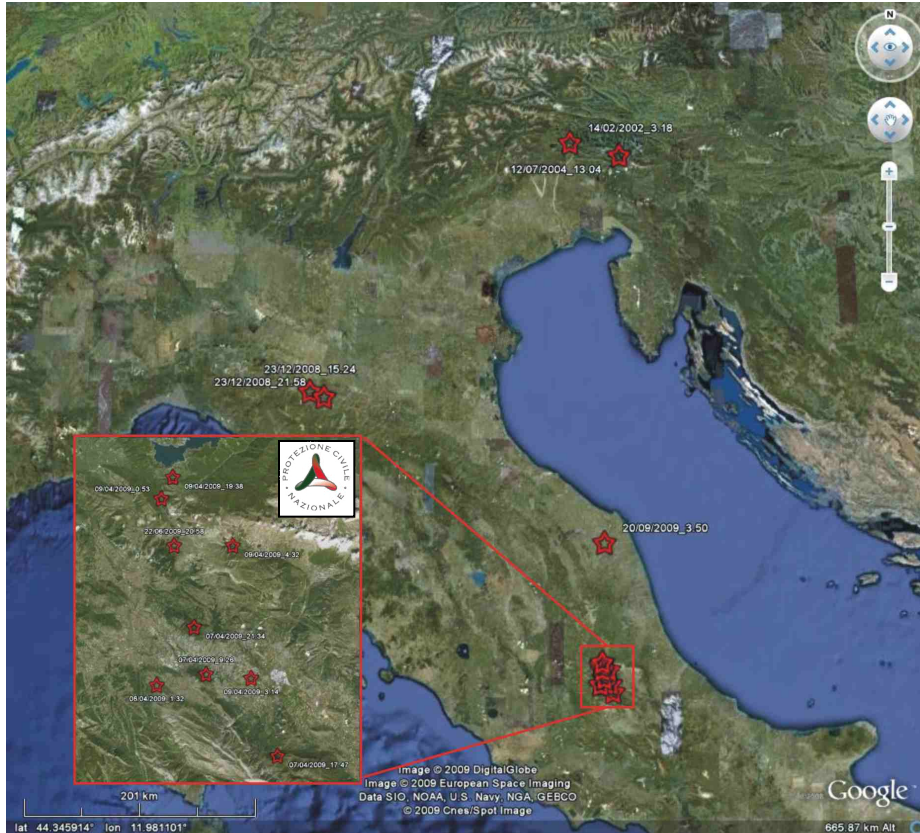 N
14/02/2002_3:18
12/07/2004_13:04
23/12/2008_15:24
23/12/2008_21:58
PROTEZIONE CIVILE
NAZIONALE
09/04/2009_0:53
09/04/2009_19:38
22/06/2009_20:58
09/04/2009_4:32
20/09/2009_3:50
07/04/2009_21:34
07/04/2009_9:26
09/04/2009_3:14
06/04/2009_1:32
07/04/2009_17:47
Image © 2009 DigitalGlobe
Image © 2009 European Space Imaging
Data SIO, NOAA, U.S. Navy, NGA, GEBCO
© 2009 Cnes/Spot Image
Google
201 km
lat 44.345914° lon 11.981101°
665.87 km Alt